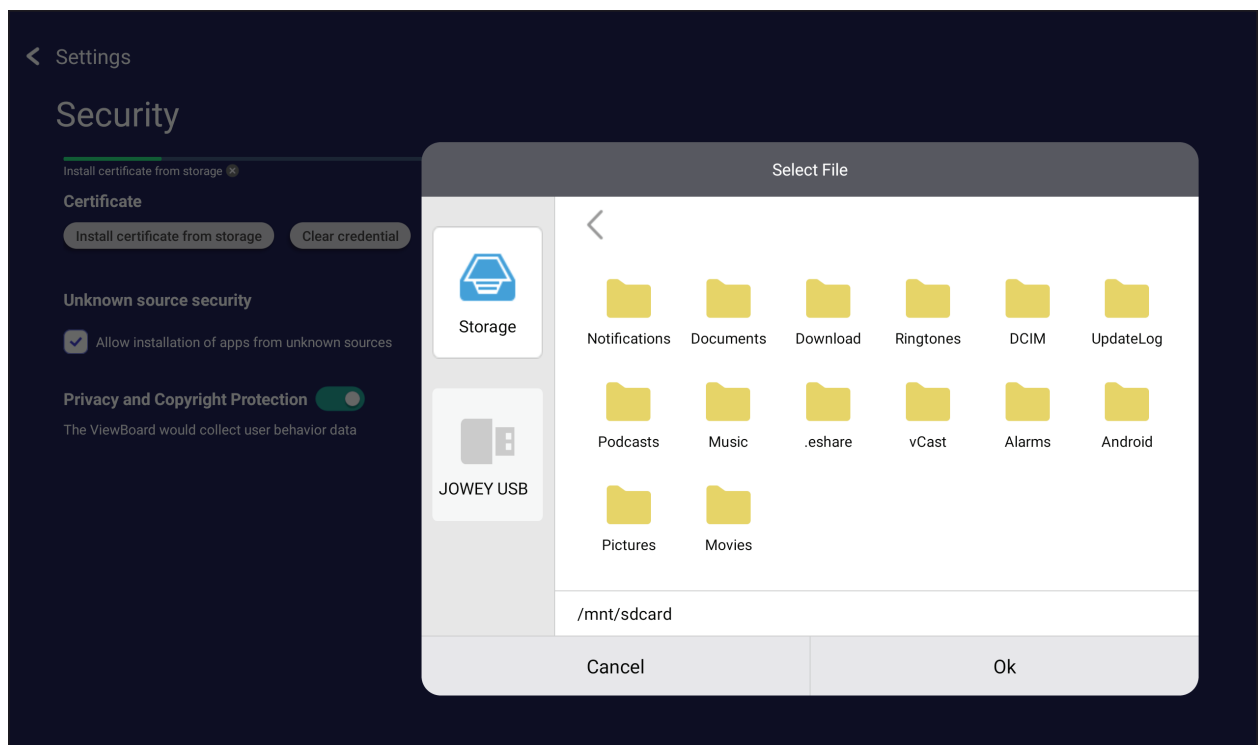 Settings
Security
Install certificate from storage
Certificate
Install certificate from storage Clear credential
Unknown source security
Allow installation of apps from unknown sources
Privacy and Copyright Protection
The ViewBoard would collect user behavior data
Select File
Storage
JOWEY USB
Notifications Documents Download Ringtones DCIM UpdateLog
Podcasts Music .eshare vCast Alarms Android
Pictures Movies
/mnt/sdcard
Cancel Ok